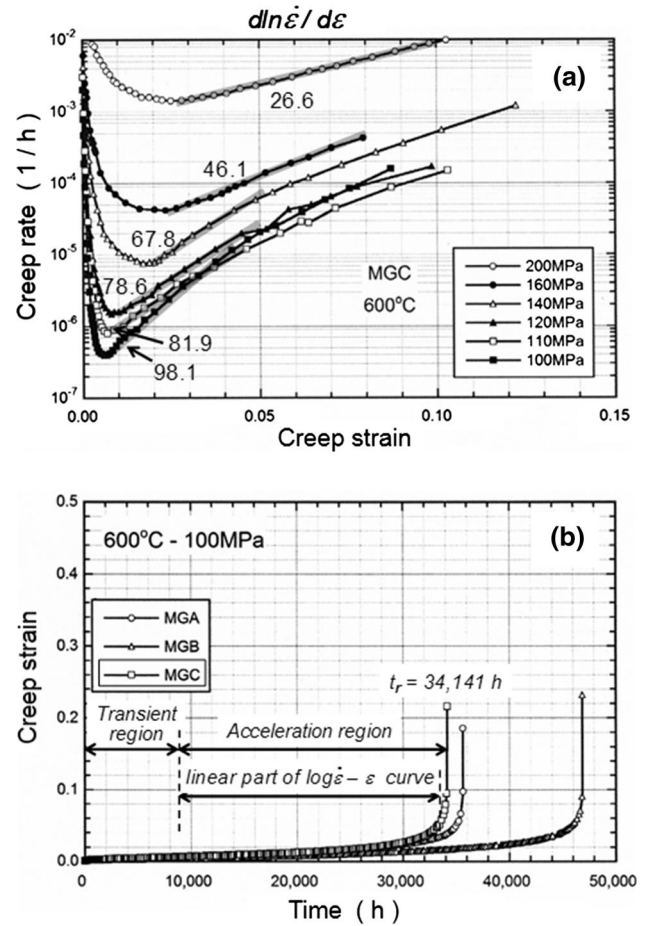 dlnε̇ / dε
10⁻²
10⁻³
10⁻⁴
10⁻⁵
10⁻⁶
10⁻⁷
Creep rate ( 1 / h )
(a)
26.6
46.1
67.8
78.6
81.9
98.1
MGC
600°C
200MPa
160MPa
140MPa
120MPa
110MPa
100MPa
0.00 0.05 0.10 0.15
Creep strain
0.5
0.4
0.3
0.2
0.1
0.0
Creep strain
600°C - 100MPa
(b)
MGA
MGB
MGC
tᵣ = 34,141 h
Transient
region
Acceleration region
linear part of logε̇ – ε curve
0 10,000 20,000 30,000 40,000 50,000
Time ( h )